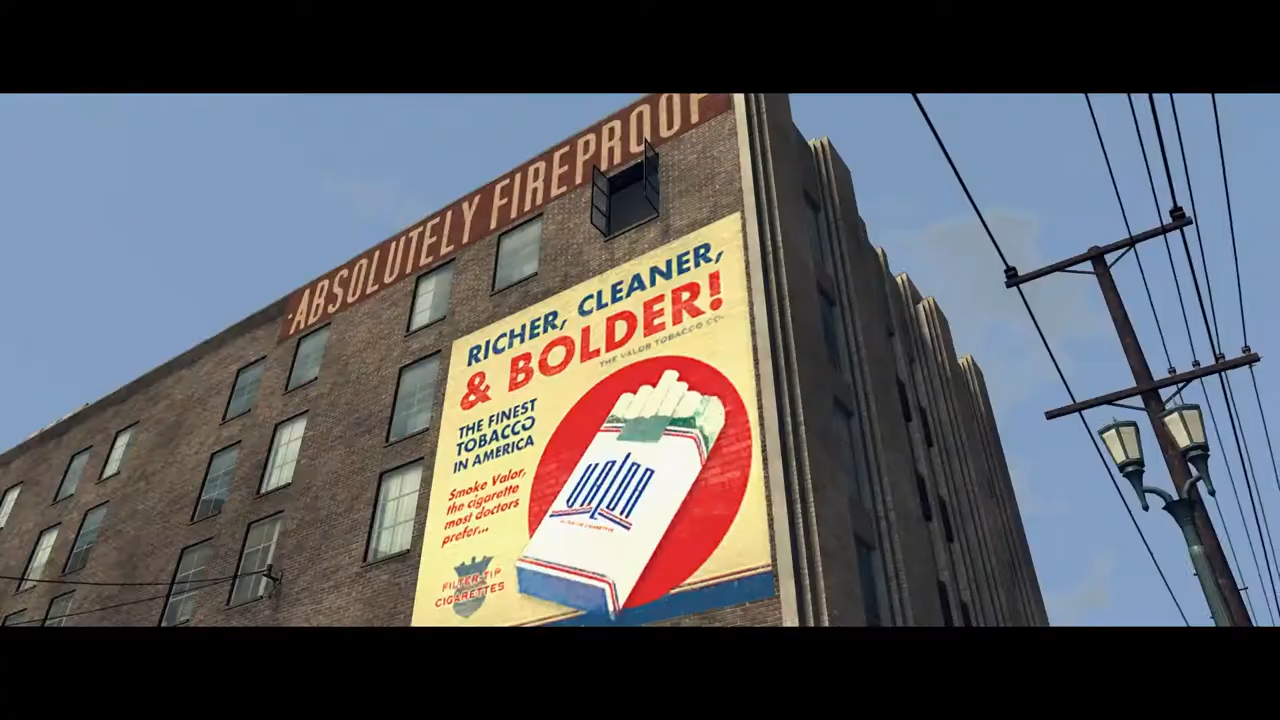 ·ABSOLUTELY FIREPROOF
RICHER, CLEANER,
& BOLDER!
THE VALOR TOBACCO CO.
THE FINEST
TOBACCO
IN AMERICA
Smoke Valor,
the cigarette
most doctors
prefer...
VALOR
FILTER-TIP
CIGARETTES